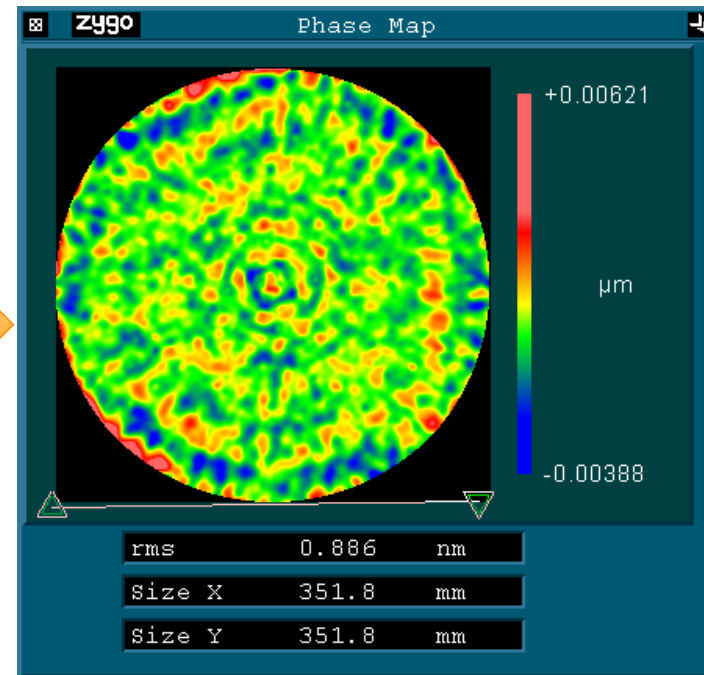 zygo Phase Map
+0.00621
µm
-0.00388
rms 0.886 nm
Size X 351.8 mm
Size Y 351.8 mm